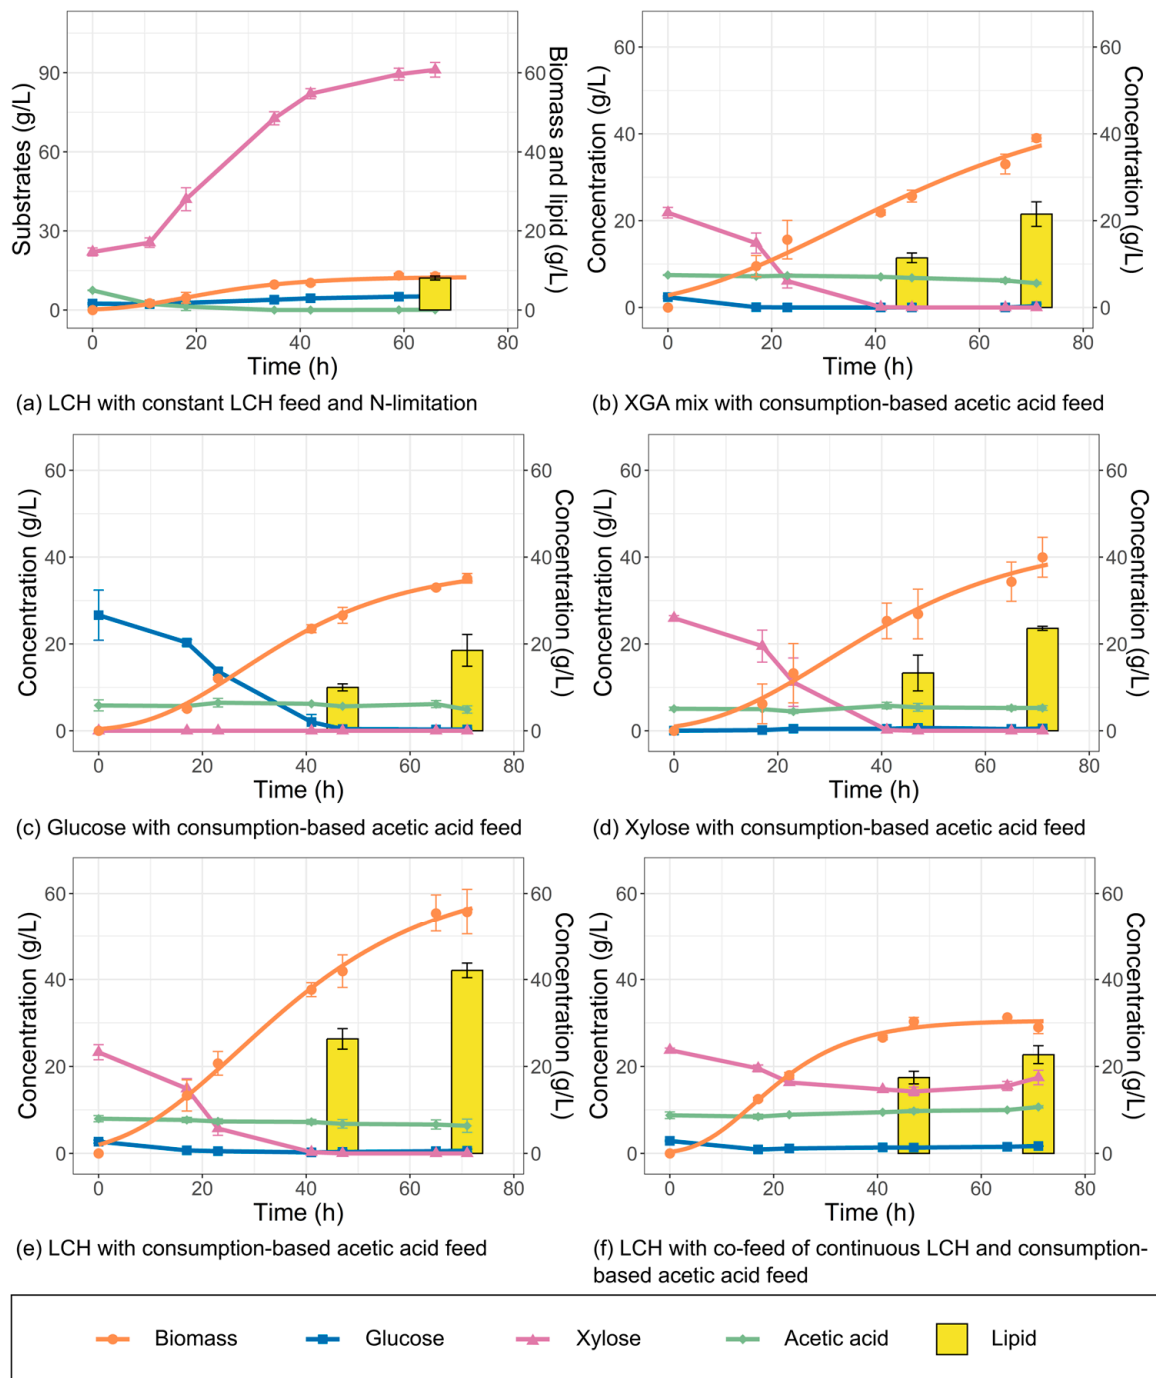 Substrates (g/L)
90
60
30
0
60
40
20
0
Biomass and lipid (g/L)
0 20 40 60 80
Time (h)
(a) LCH with constant LCH feed and N-limitation
Concentration (g/L)
60
40
20
0
60
40
20
0
Concentration (g/L)
0 20 40 60 80
Time (h)
(b) XGA mix with consumption-based acetic acid feed
Concentration (g/L)
60
40
20
0
60
40
20
0
Concentration (g/L)
0 20 40 60 80
Time (h)
(c) Glucose with consumption-based acetic acid feed
Concentration (g/L)
60
40
20
0
60
40
20
0
Concentration (g/L)
0 20 40 60 80
Time (h)
(d) Xylose with consumption-based acetic acid feed
Concentration (g/L)
60
40
20
0
60
40
20
0
Concentration (g/L)
0 20 40 60 80
Time (h)
(e) LCH with consumption-based acetic acid feed
Concentration (g/L)
60
40
20
0
60
40
20
0
Concentration (g/L)
0 20 40 60 80
Time (h)
(f) LCH with co-feed of continuous LCH and consumption-
based acetic acid feed
Biomass Glucose Xylose Acetic acid Lipid